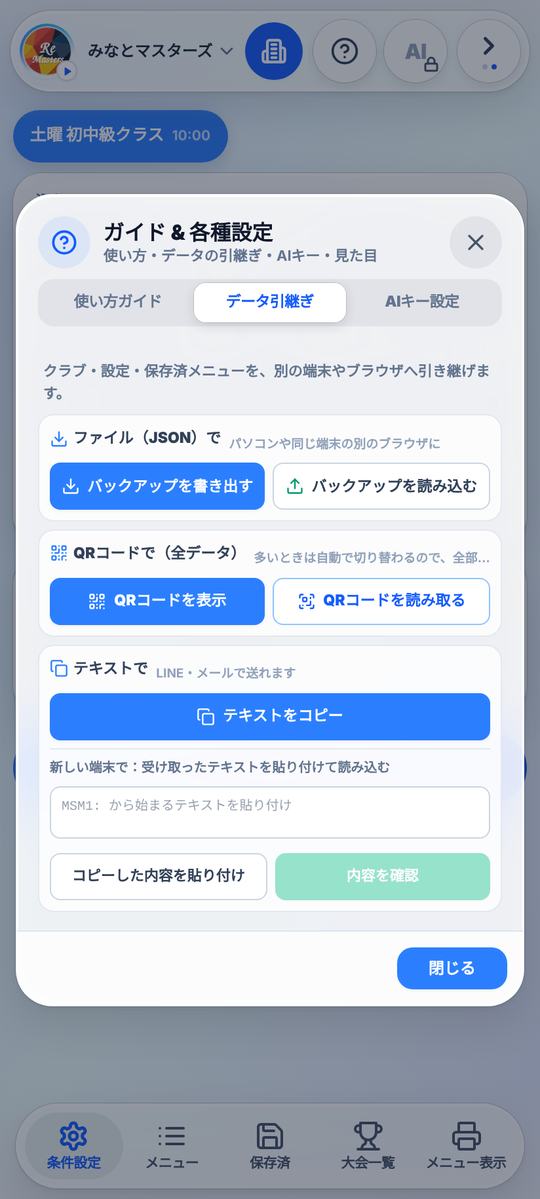 Re
Masters
みなとマスターズ
AI
土曜 初中級クラス 10:00
ガイド & 各種設定
使い方・データの引継ぎ・AIキー・見た目
使い方ガイド
データ引継ぎ
AIキー設定
クラブ・設定・保存済メニューを、別の端末やブラウザへ引き継げま
す。
ファイル（JSON）で パソコンや同じ端末の別のブラウザに
バックアップを書き出す
バックアップを読み込む
QRコードで（全データ） 多いときは自動で切り替わるので、全部...
QRコードを表示
QRコードを読み取る
テキストで LINE・メールで送れます
テキストをコピー
新しい端末で：受け取ったテキストを貼り付けて読み込む
MSM1: から始まるテキストを貼り付け
コピーした内容を貼り付け
内容を確認
閉じる
条件設定
メニュー
保存済
大会一覧
メニュー表示